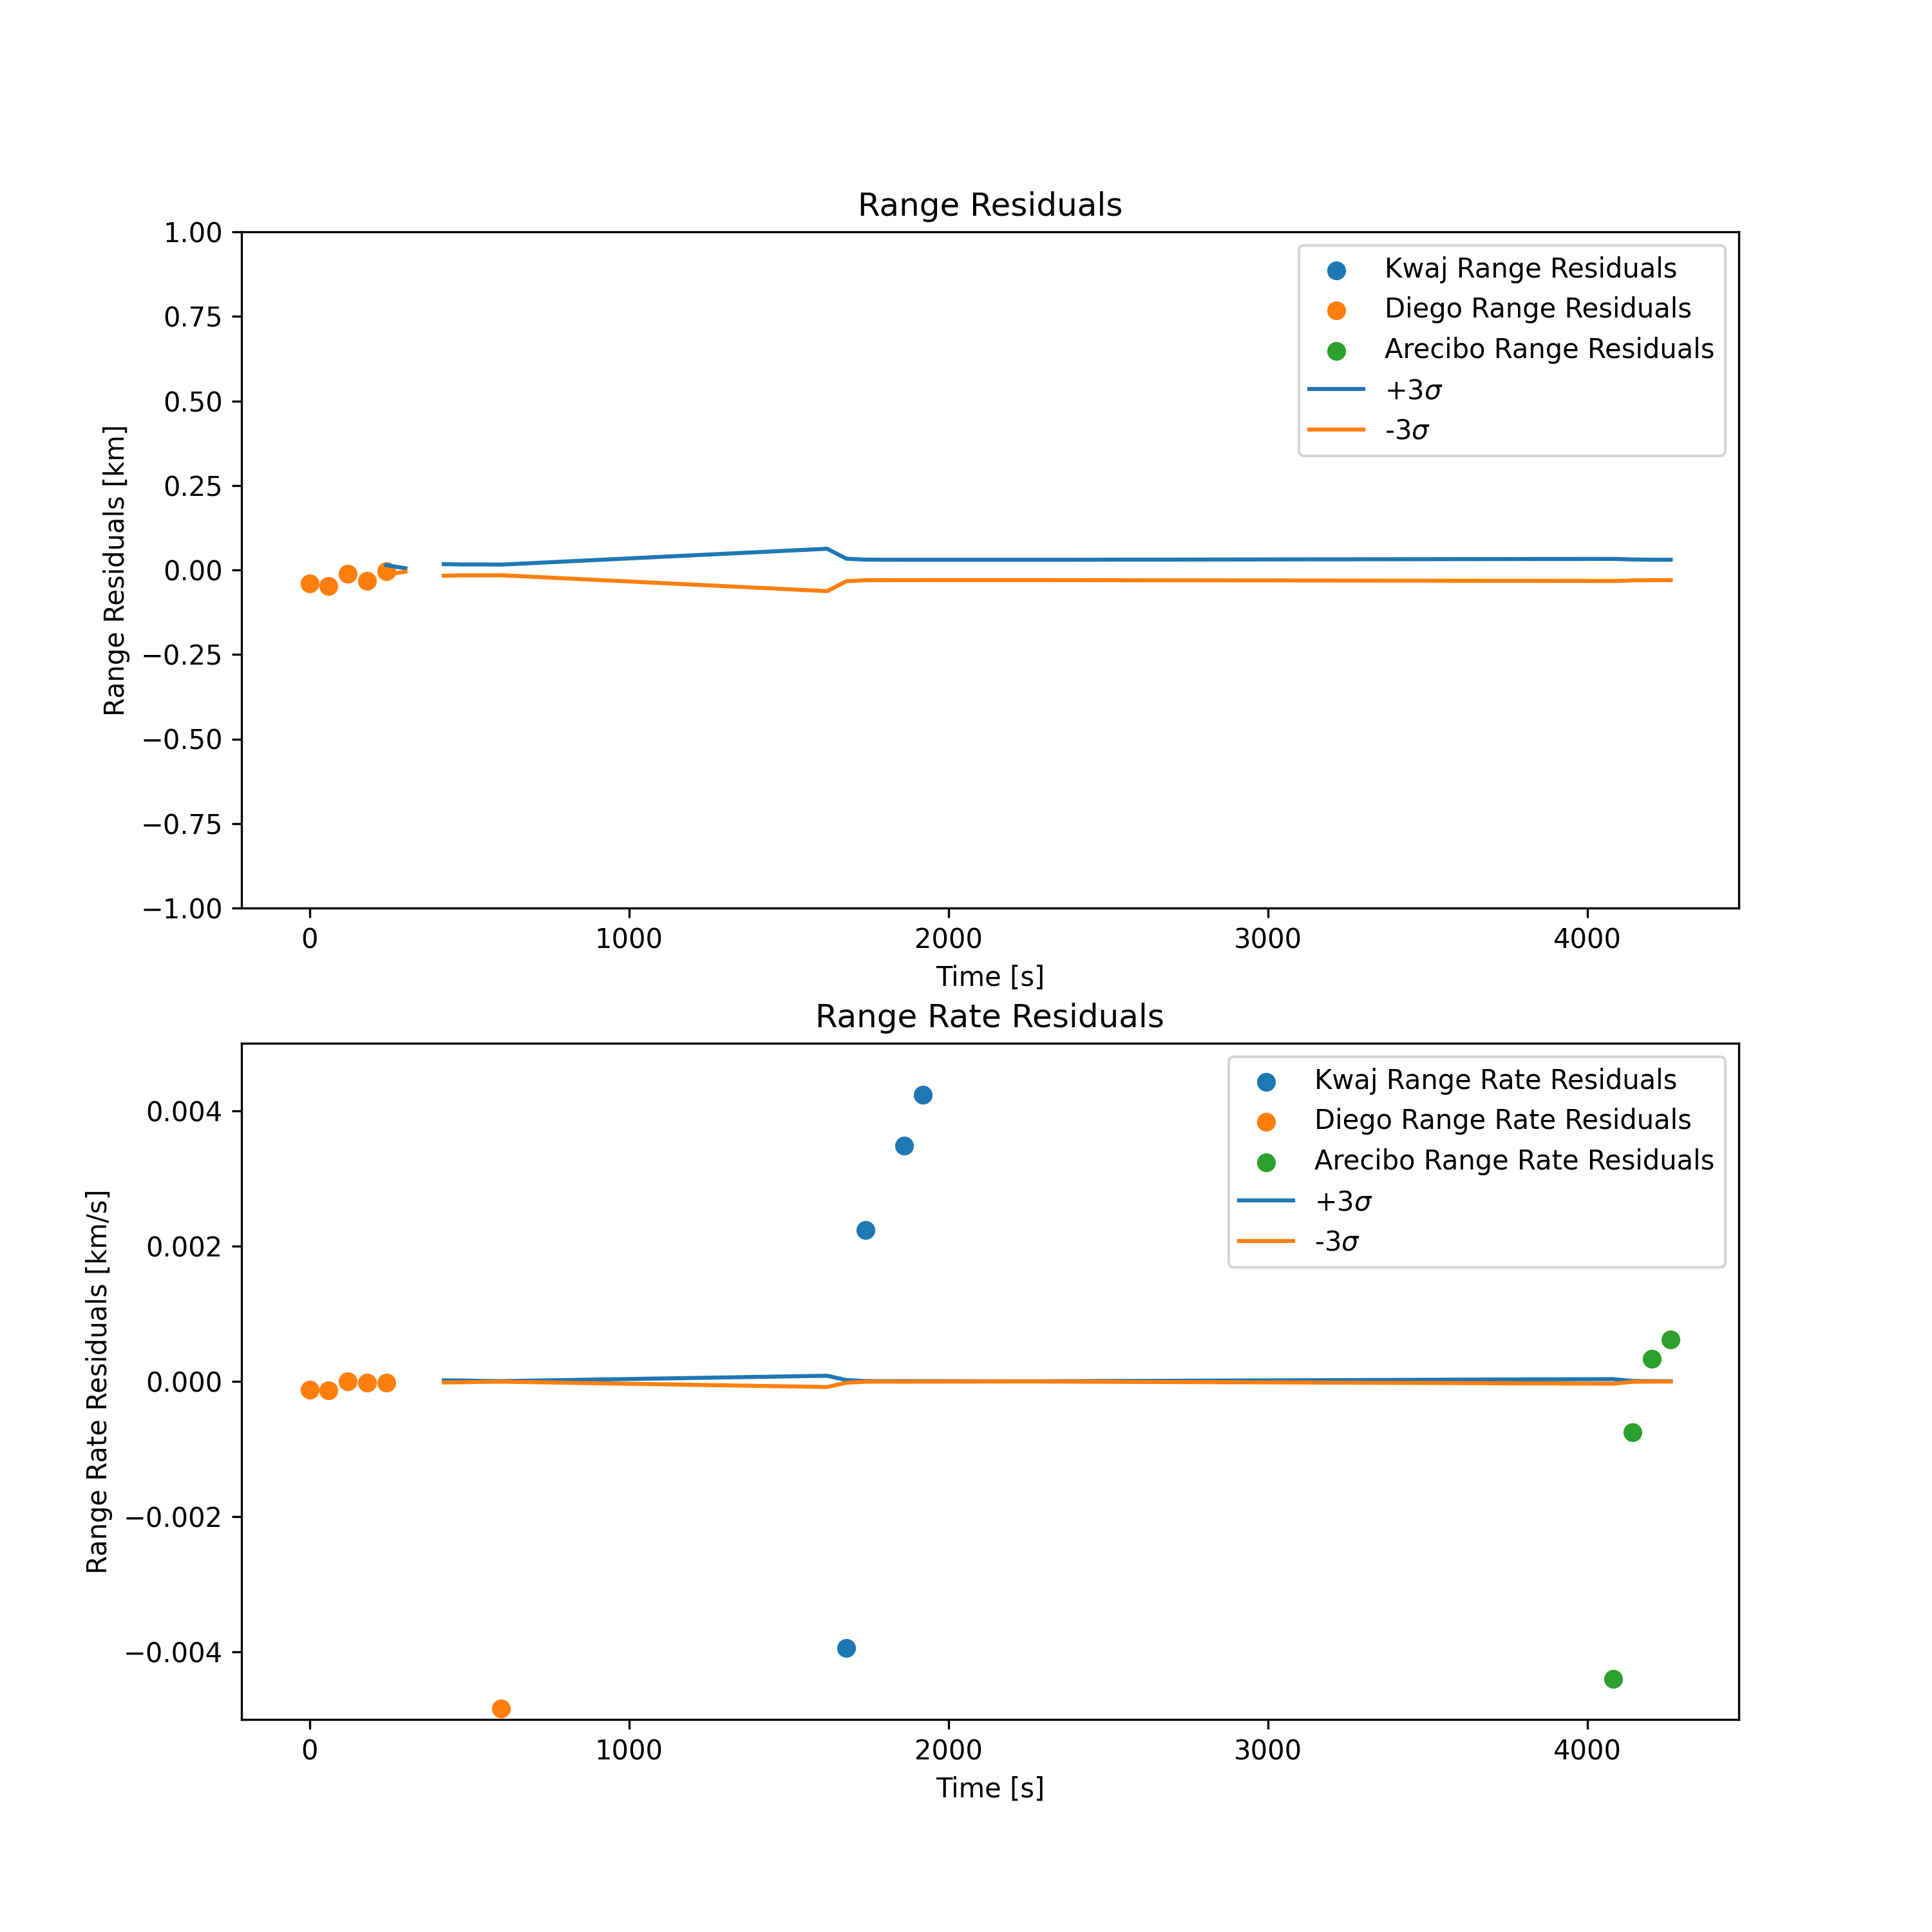 Range Residuals
1.00
0.75
0.50
0.25
0.00
−0.25
−0.50
−0.75
−1.00
Range Residuals [km]
Kwaj Range Residuals
Diego Range Residuals
Arecibo Range Residuals
+3σ
-3σ
0 1000 2000 3000 4000
Time [s]
Range Rate Residuals
0.004
0.002
0.000
−0.002
−0.004
Range Rate Residuals [km/s]
Kwaj Range Rate Residuals
Diego Range Rate Residuals
Arecibo Range Rate Residuals
+3σ
-3σ
0 1000 2000 3000 4000
Time [s]